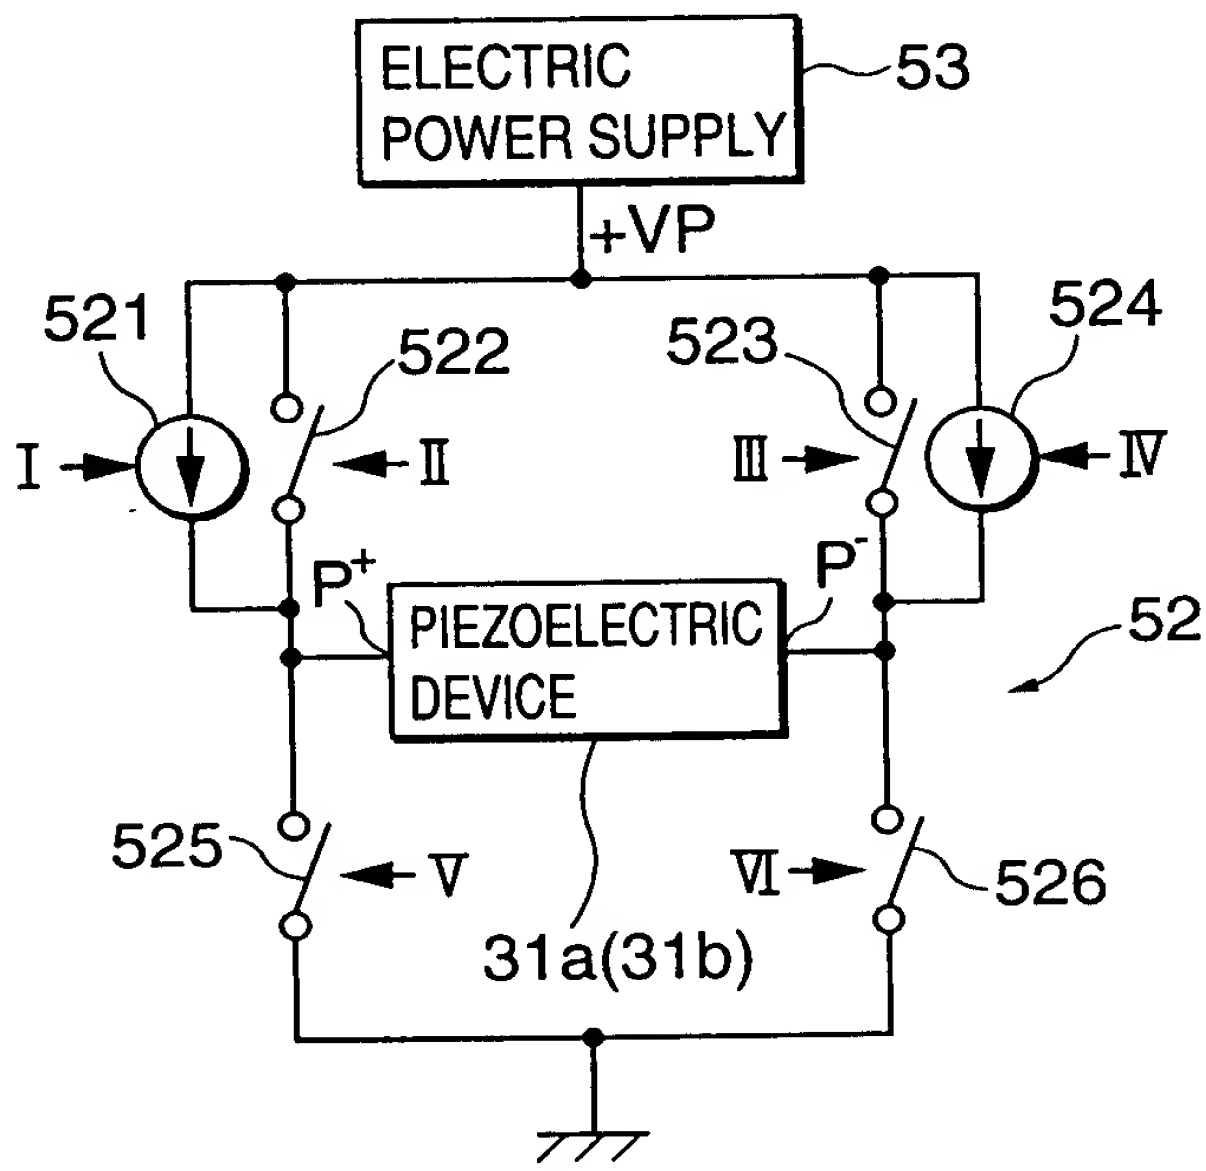 ELECTRIC
POWER SUPPLY
53
+VP
521
522
523
524
I
II
III
IV
P+
P-
PIEZOELECTRIC
DEVICE
52
525
V
VI
526
31a(31b)